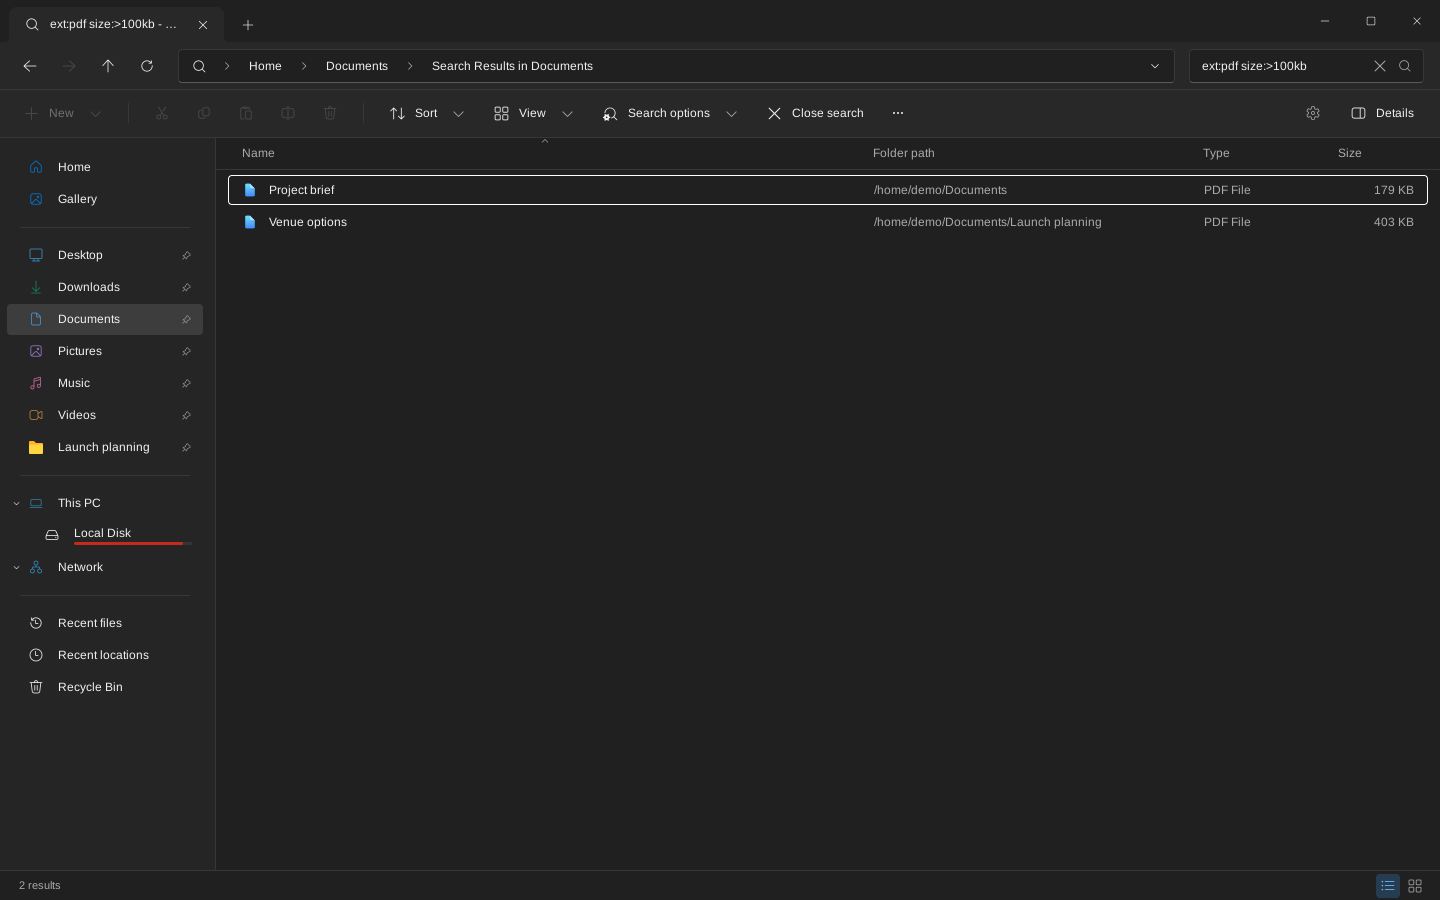 ext:pdf size:>100kb - ...
Home
Documents
Search Results in Documents
ext:pdf size:>100kb
New
Sort
View
Search options
Close search
Details
Home
Gallery
Desktop
Downloads
Documents
Pictures
Music
Videos
Launch planning
This PC
Local Disk
Network
Recent files
Recent locations
Recycle Bin
Name Folder path Type Size
Project brief /home/demo/Documents PDF File 179 KB
Venue options /home/demo/Documents/Launch planning PDF File 403 KB
2 results